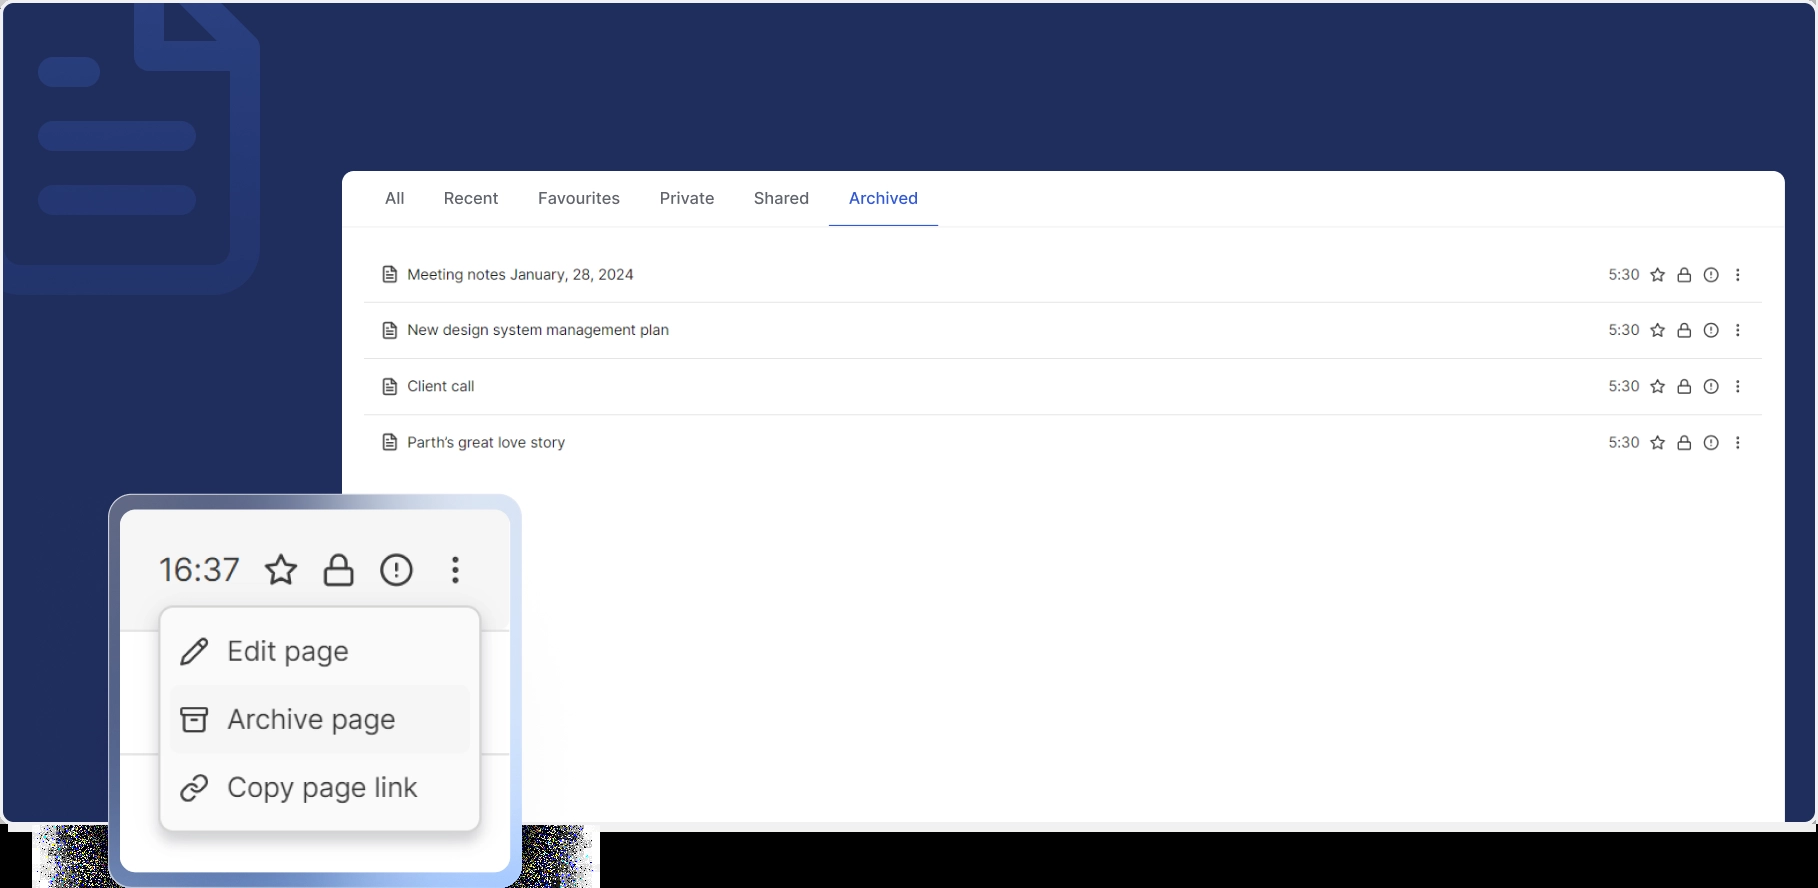 All Recent Favourites Private Shared Archived
Meeting notes January, 28, 2024 5:30
New design system management plan 5:30
Client call 5:30
Parth’s great love story 5:30
16:37
Edit page
Archive page
Copy page link